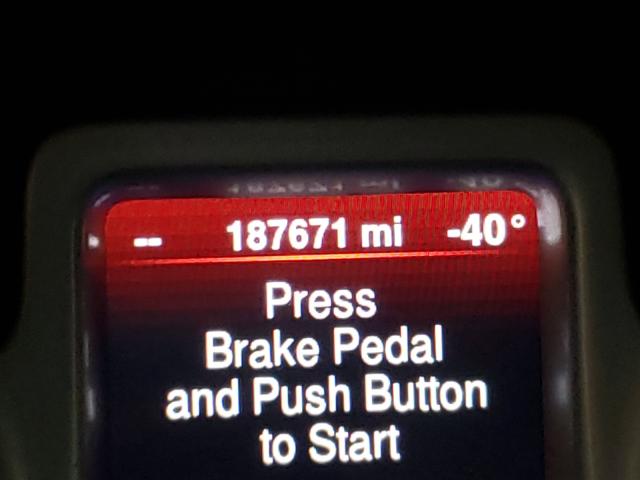 -- 187671 mi -40°
Press
Brake Pedal
and Push Button
to Start